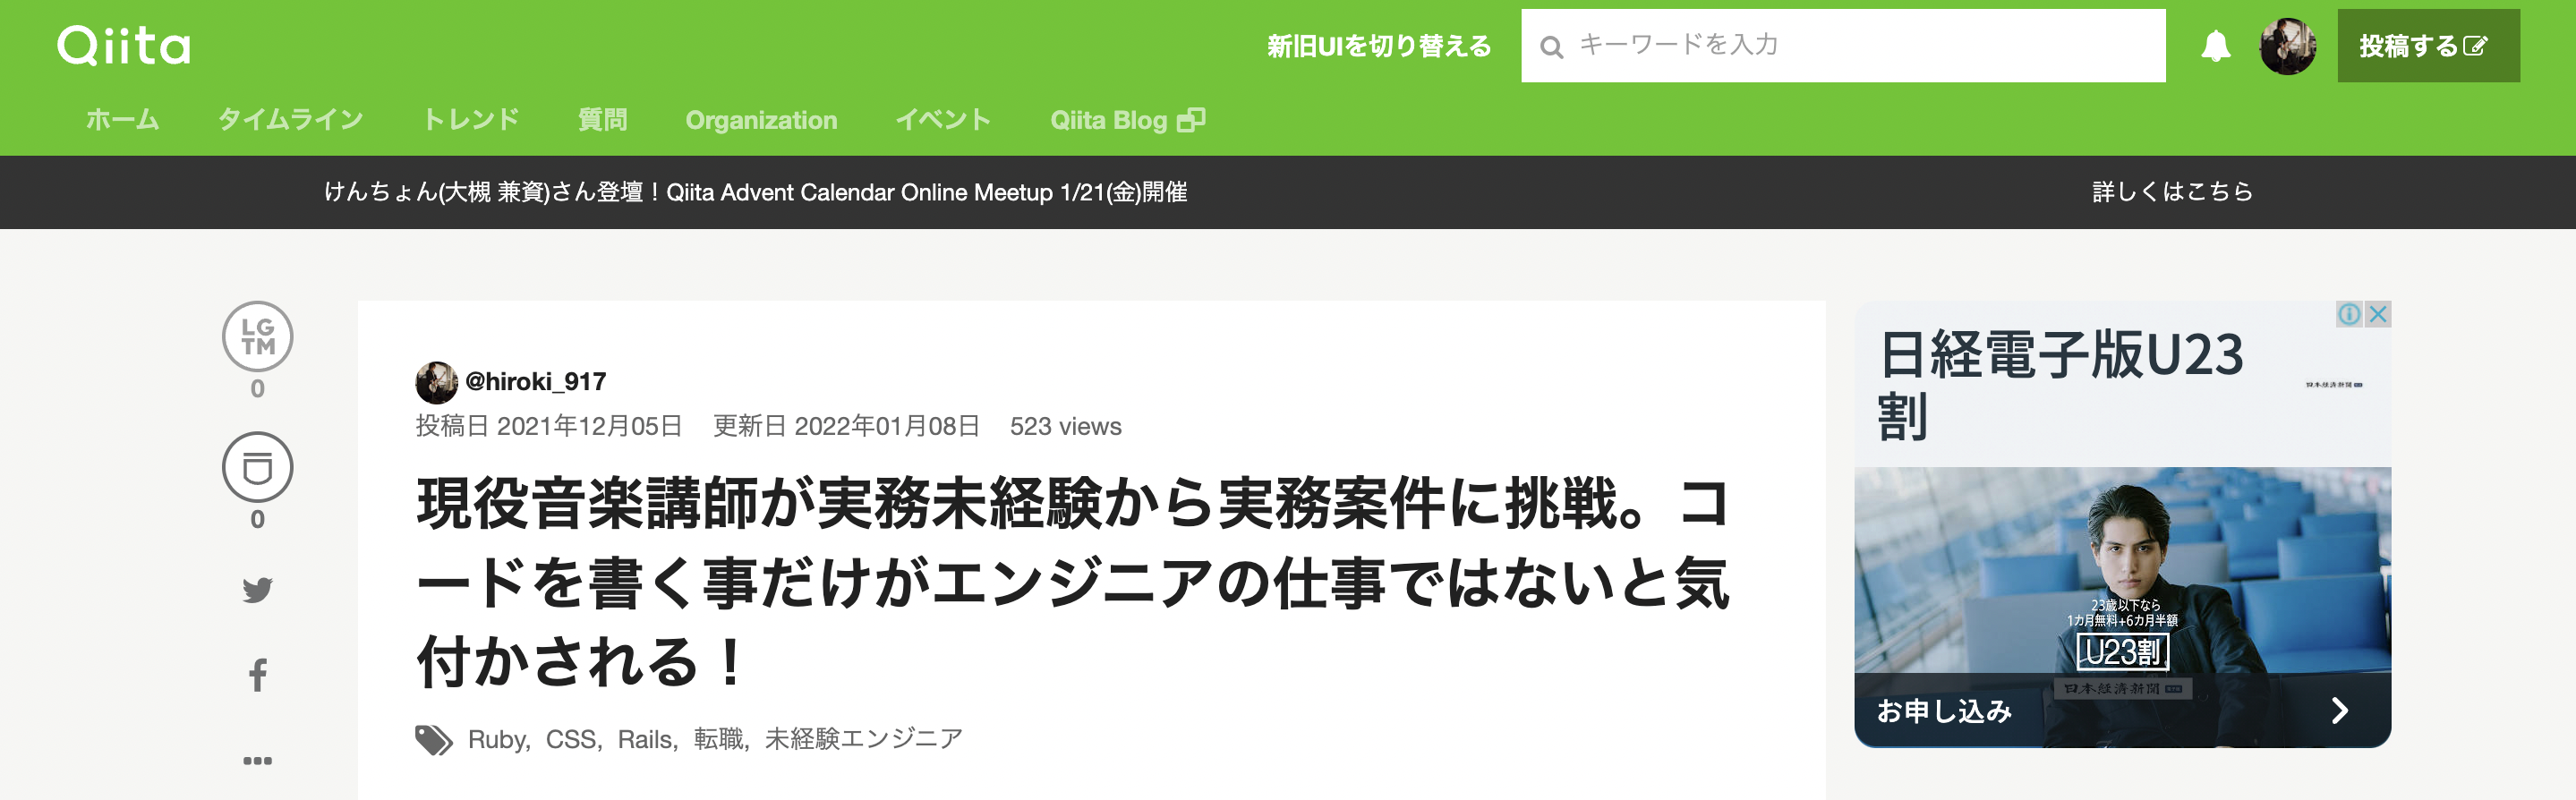 Qiita
新旧UIを切り替える
キーワードを入力
投稿する
ホーム タイムライン トレンド 質問 Organization イベント Qiita Blog
けんちょん(大槻 兼資)さん登壇！Qiita Advent Calendar Online Meetup 1/21(金)開催
詳しくはこちら
LG
TM
0
0
@hiroki_917
投稿日 2021年12月05日 更新日 2022年01月08日 523 views
現役音楽講師が実務未経験から実務案件に挑戦。コ
ードを書く事だけがエンジニアの仕事ではないと気
付かされる！
Ruby, CSS, Rails, 転職, 未経験エンジニア
日経電子版U23
割
日本経済新聞
23歳以下なら
1カ月無料+6カ月半額
U23割
日本経済新聞
お申し込み